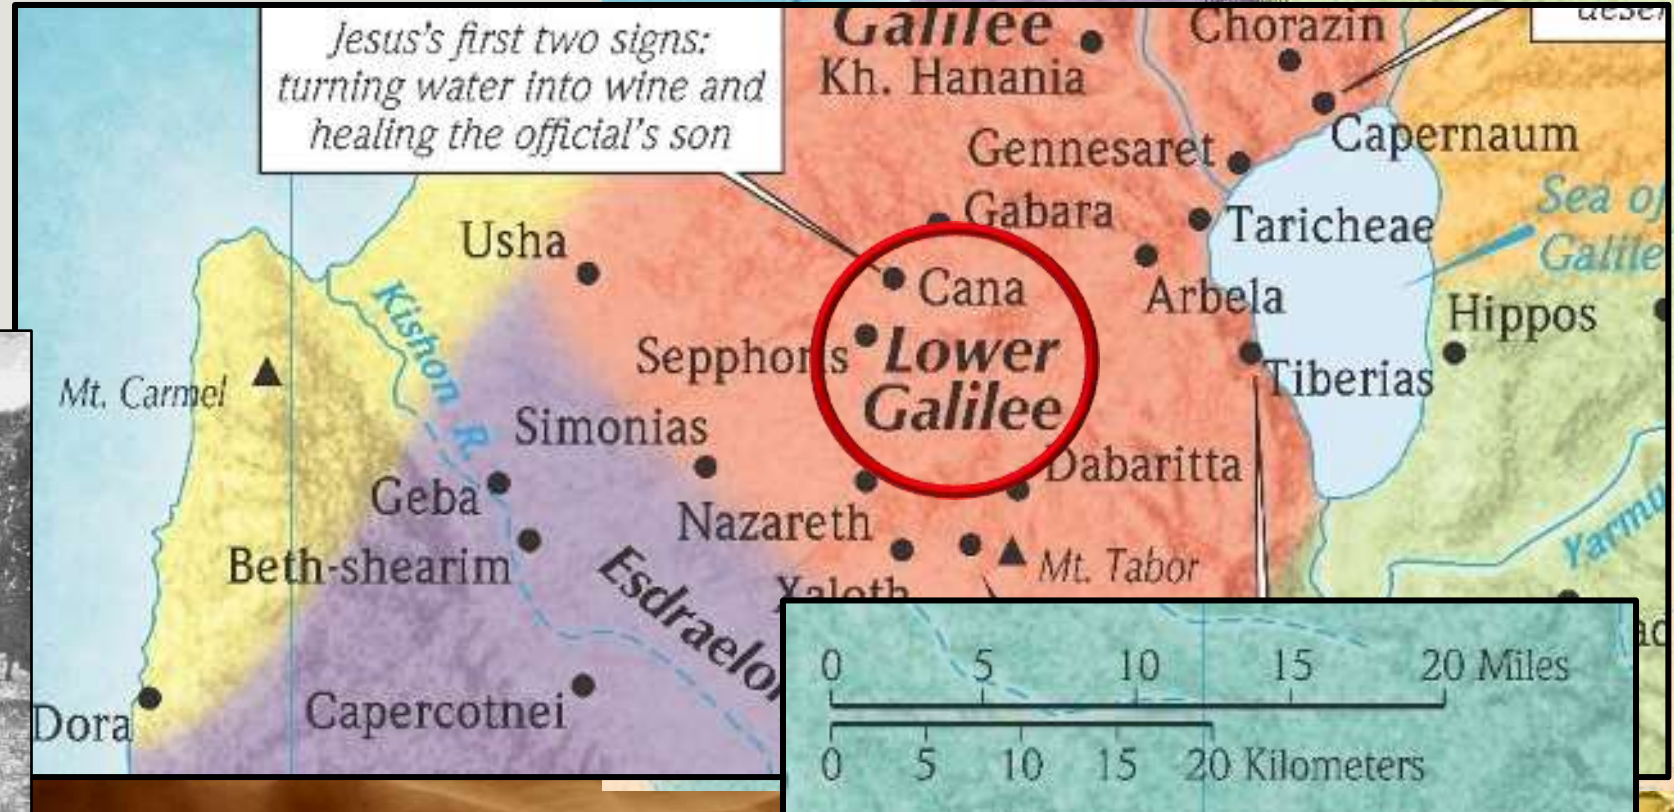 Jesus's first two signs:
turning water into wine and
healing the official's son
Galilee
Kh. Hanania
Chorazin
Capernaum
Gennesaret
Gabara
Taricheae
Sea of
Usha
Cana
Arbela
Hippos
Kishon R.
Sepphoris
Lower
Galilee
Tiberias
Mt. Carmel
Simonias
Dabaritta
Geba
Nazareth
Beth-shearim
Mt. Tabor
Xaloth
Dora
Capercotnei
0 5 10 15 20 Miles
0 5 10 15 20 Kilometers